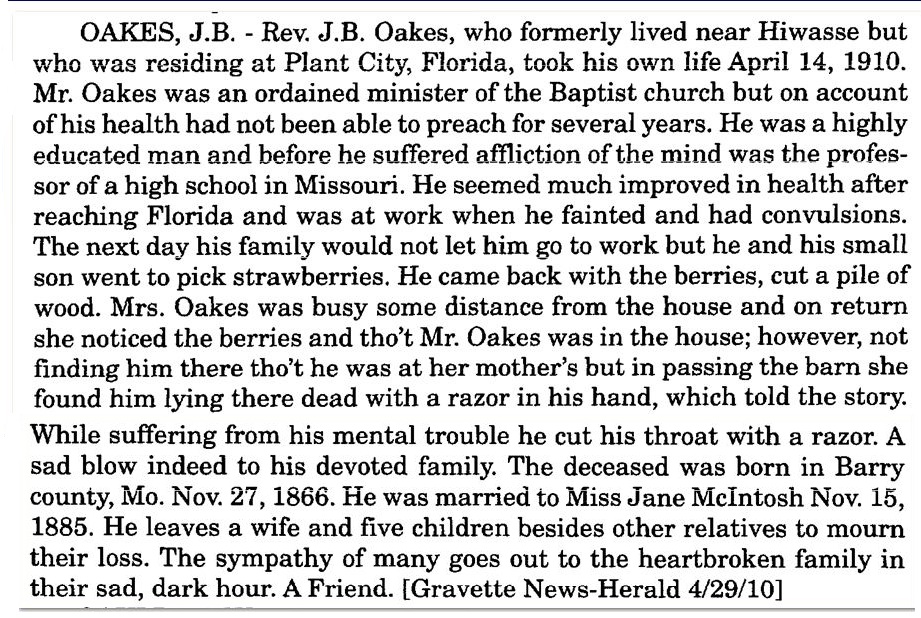 OAKES, J.B. - Rev. J.B. Oakes, who formerly lived near Hiwasse but
who was residing at Plant City, Florida, took his own life April 14, 1910.
Mr. Oakes was an ordained minister of the Baptist church but on account
of his health had not been able to preach for several years. He was a highly
educated man and before he suffered affliction of the mind was the profes-
sor of a high school in Missouri. He seemed much improved in health after
reaching Florida and was at work when he fainted and had convulsions.
The next day his family would not let him go to work but he and his small
son went to pick strawberries. He came back with the berries, cut a pile of
wood. Mrs. Oakes was busy some distance from the house and on return
she noticed the berries and tho't Mr. Oakes was in the house; however, not
finding him there tho't he was at her mother's but in passing the barn she
found him lying there dead with a razor in his hand, which told the story.
While suffering from his mental trouble he cut his throat with a razor. A
sad blow indeed to his devoted family. The deceased was born in Barry
county, Mo. Nov. 27, 1866. He was married to Miss Jane McIntosh Nov. 15,
1885. He leaves a wife and five children besides other relatives to mourn
their loss. The sympathy of many goes out to the heartbroken family in
their sad, dark hour. A Friend. [Gravette News-Herald 4/29/10]